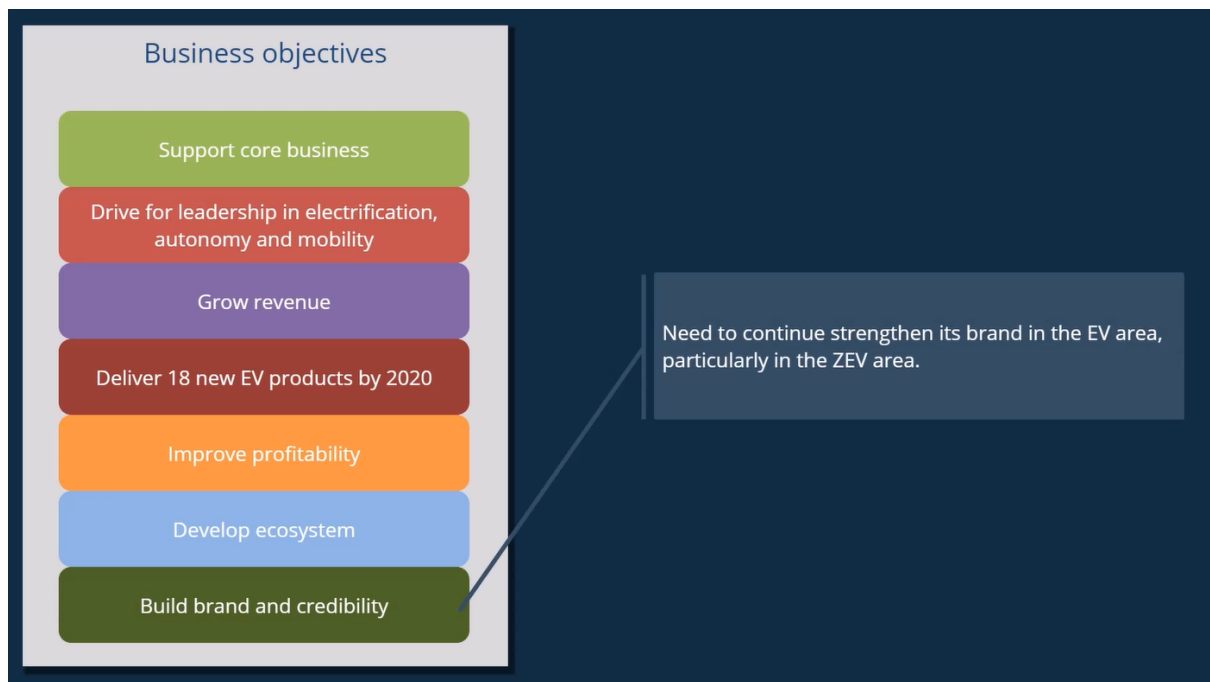 Business objectives
Support core business
Drive for leadership in electrification,
autonomy and mobility
Grow revenue
Deliver 18 new EV products by 2020
Improve profitability
Develop ecosystem
Build brand and credibility
Need to continue strengthen its brand in the EV area,
particularly in the ZEV area.